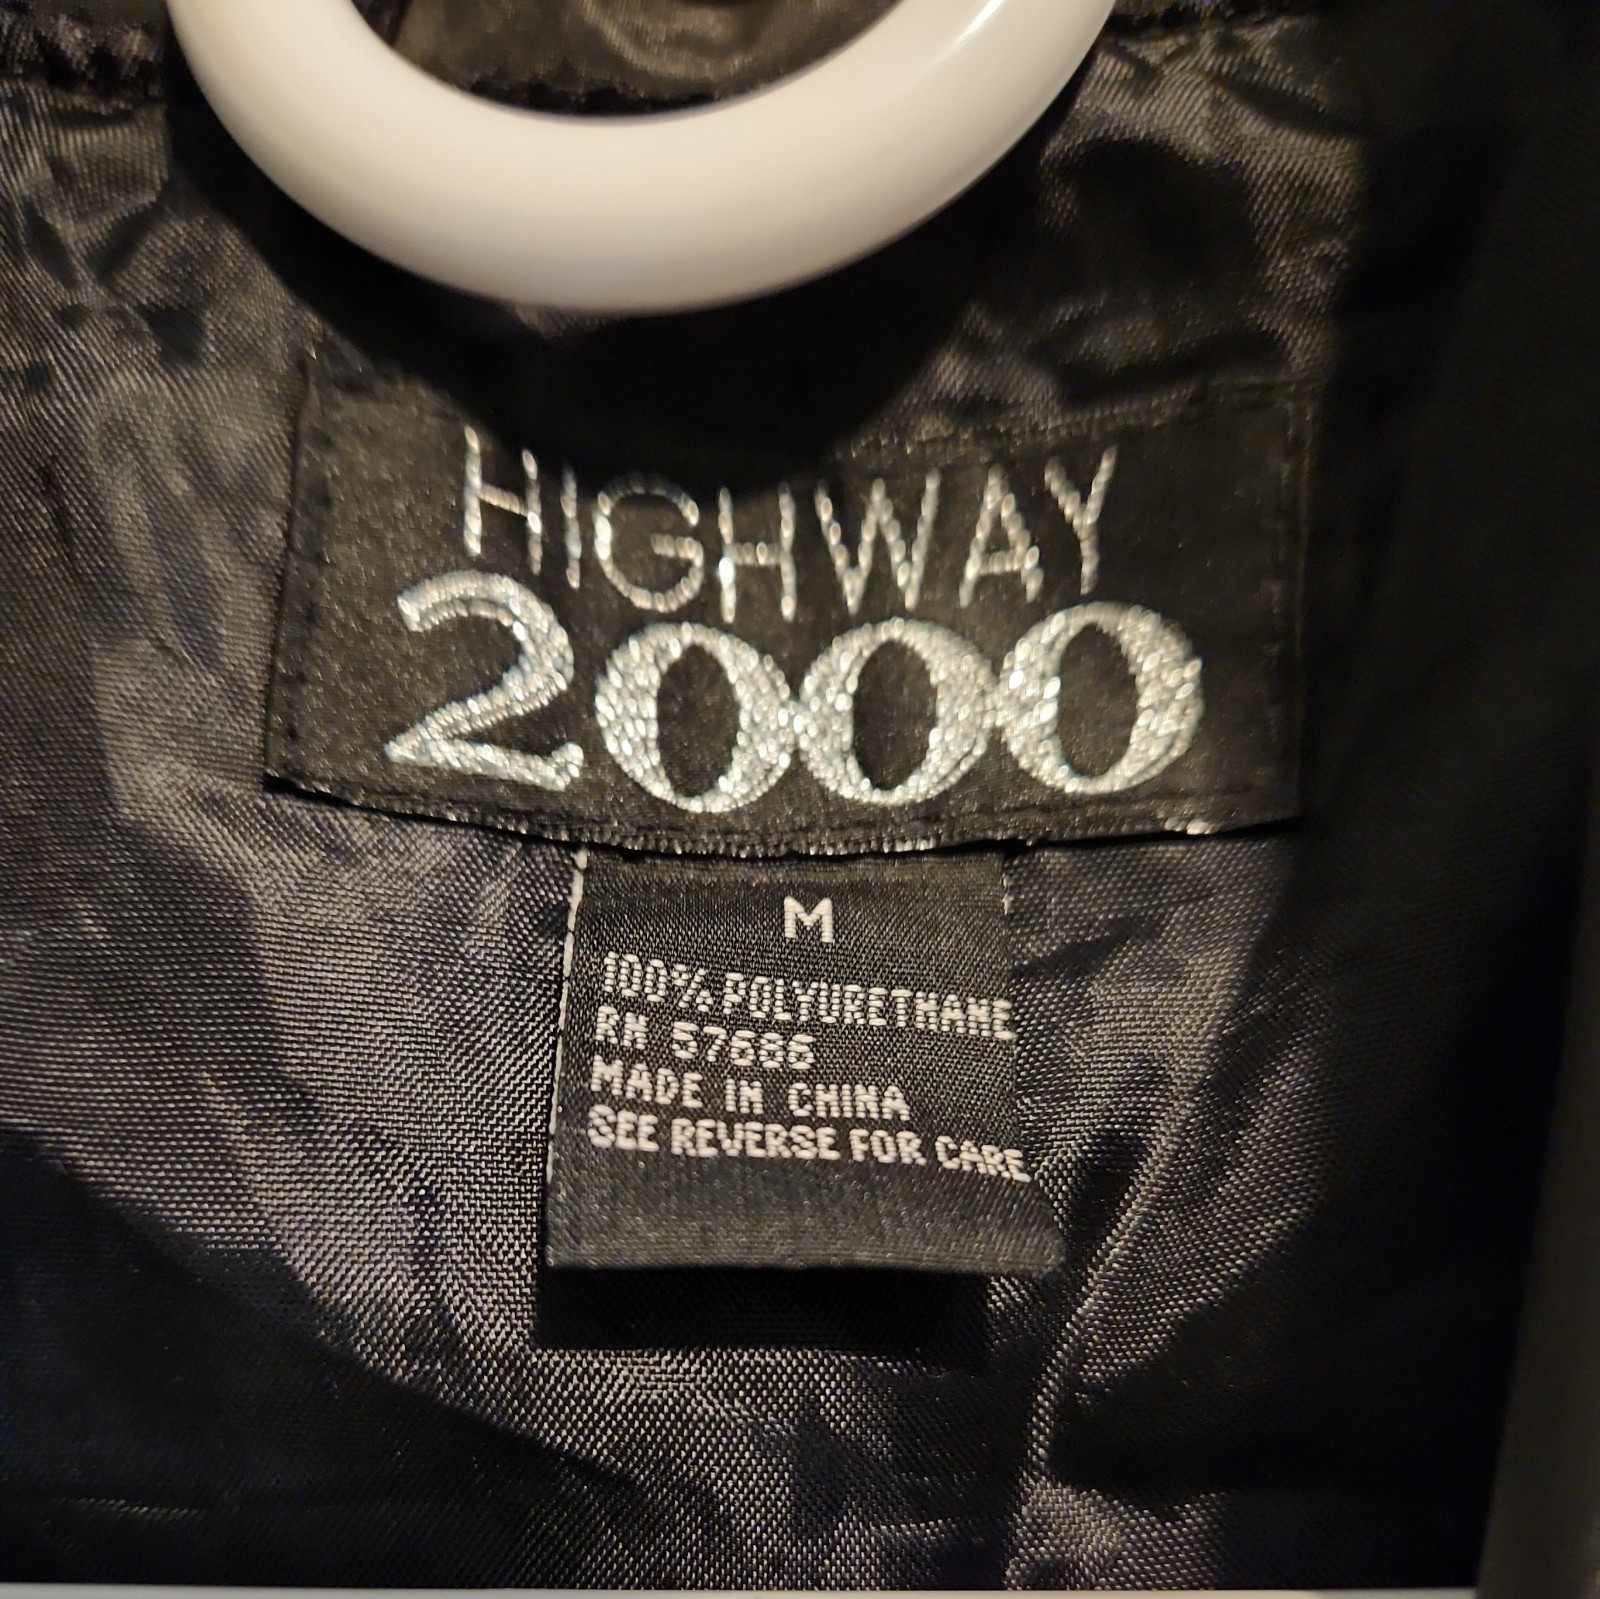 HIGHWAY
2000
M
100% POLYURETHANE
RN 57686
MADE IN CHINA
SEE REVERSE FOR CARE